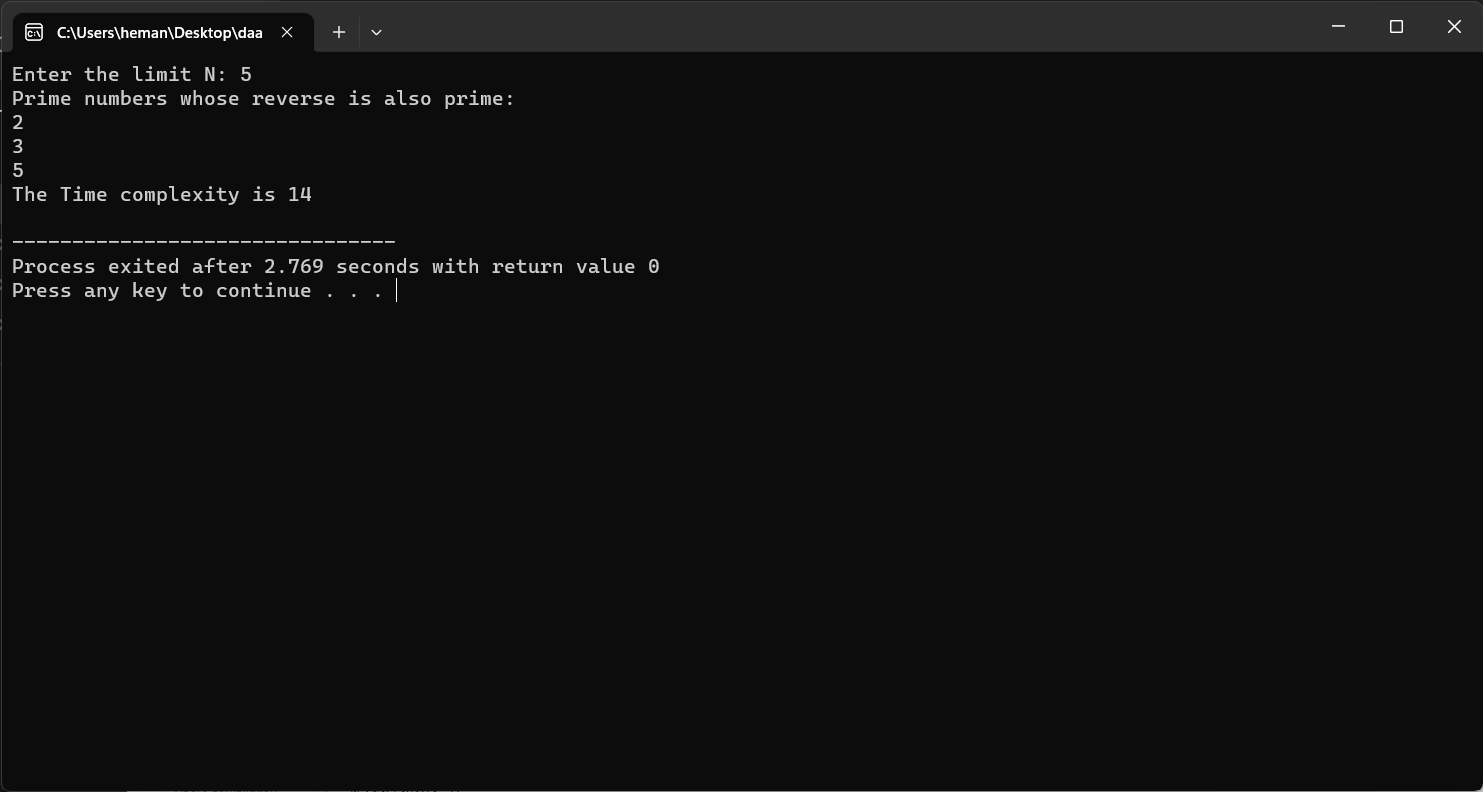 C:\Users\heman\Desktop\daa
Enter the limit N: 5
Prime numbers whose reverse is also prime:
2
3
5
The Time complexity is 14
--------------------------------
Process exited after 2.769 seconds with return value 0
Press any key to continue . . .